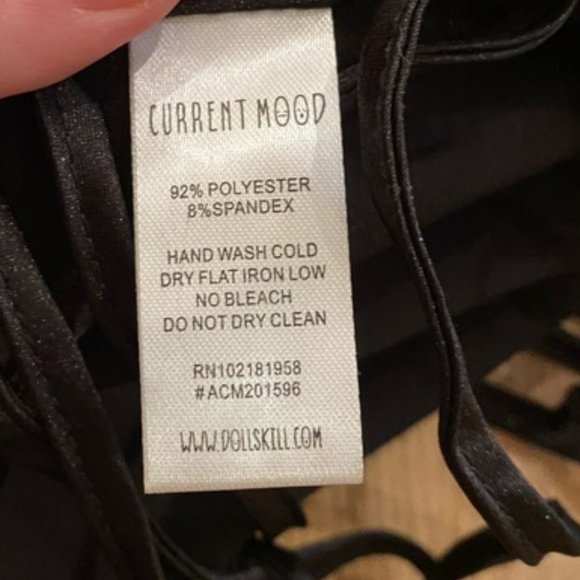 CURRENT MOOD
92% POLYESTER
8%SPANDEX
HAND WASH COLD
DRY FLAT IRON LOW
NO BLEACH
DO NOT DRY CLEAN
RN102181958
#ACM201596
WWW.DOLLSKILL.COM